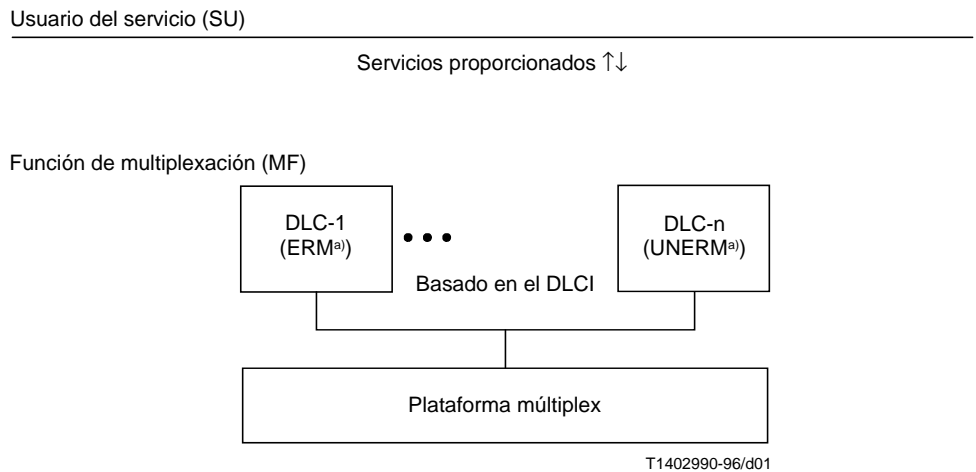 Usuario del servicio (SU)
Servicios proporcionados ↑↓
Función de multiplexación (MF)
DLC-1
(ERMa))
• • •
DLC-n
(UNERMa))
Basado en el DLCI
Plataforma múltiplex
T1402990-96/d01